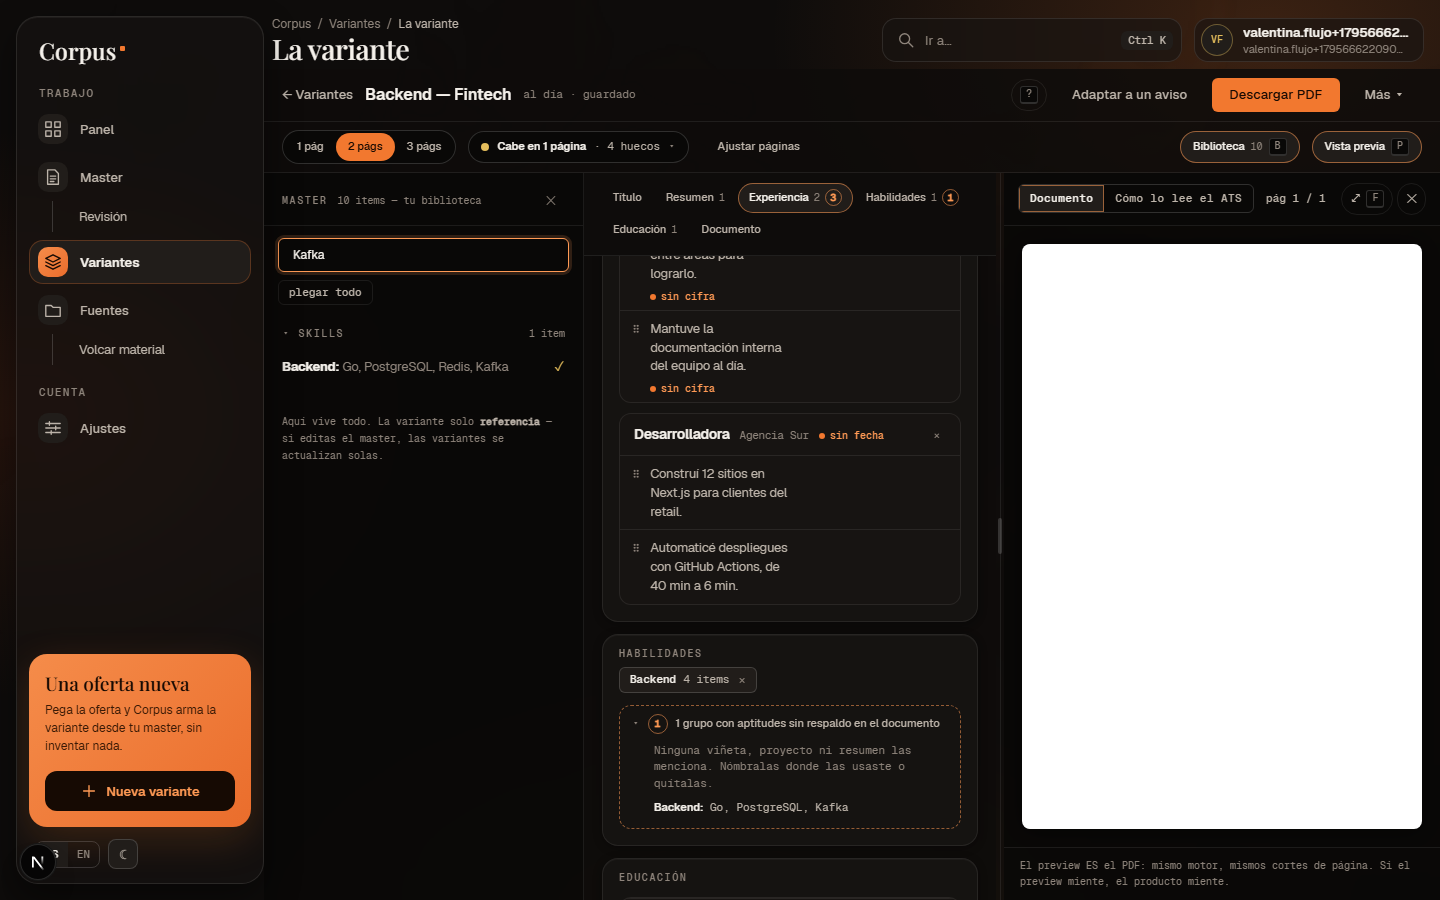 Corpus
TRABAJO
Panel
Master
Revisión
Variantes
Fuentes
Volcar material
CUENTA
Ajustes
Una oferta nueva
Pega la oferta y Corpus arma la
variante desde tu master, sin
inventar nada.
Nueva variante
EN
Corpus / Variantes / La variante
La variante
Ir a...
Ctrl K
VF
valentina.flujo+17956662...
valentina.flujo+179566622090...
← Variantes
Backend — Fintech
al día · guardado
?
Adaptar a un aviso
Descargar PDF
Más
1 pág
2 págs
3 págs
Cabe en 1 página · 4 huecos
Ajustar páginas
Biblioteca 10 B
Vista previa P
MASTER 10 items — tu biblioteca
Kafka
plegar todo
SKILLS
1 item
Backend: Go, PostgreSQL, Redis, Kafka ✓
Aquí vive todo. La variante solo referencia —
si editas el master, las variantes se
actualizan solas.
Título
Resumen 1
Experiencia 2 3
Habilidades 1 1
Educación 1
Documento
entre áreas para
lograrlo.
sin cifra
Mantuve la
documentación interna
del equipo al día.
sin cifra
Desarrolladora Agencia Sur sin fecha ×
Construí 12 sitios en
Next.js para clientes del
retail.
Automaticé despliegues
con GitHub Actions, de
40 min a 6 min.
HABILIDADES
Backend 4 items ×
1 1 grupo con aptitudes sin respaldo en el documento
Ninguna viñeta, proyecto ni resumen las
menciona. Nómbralas donde las usaste o
quítalas.
Backend: Go, PostgreSQL, Kafka
EDUCACIÓN
Documento
Cómo lo lee el ATS
pág 1 / 1
F
El preview ES el PDF: mismo motor, mismos cortes de página. Si el
preview miente, el producto miente.